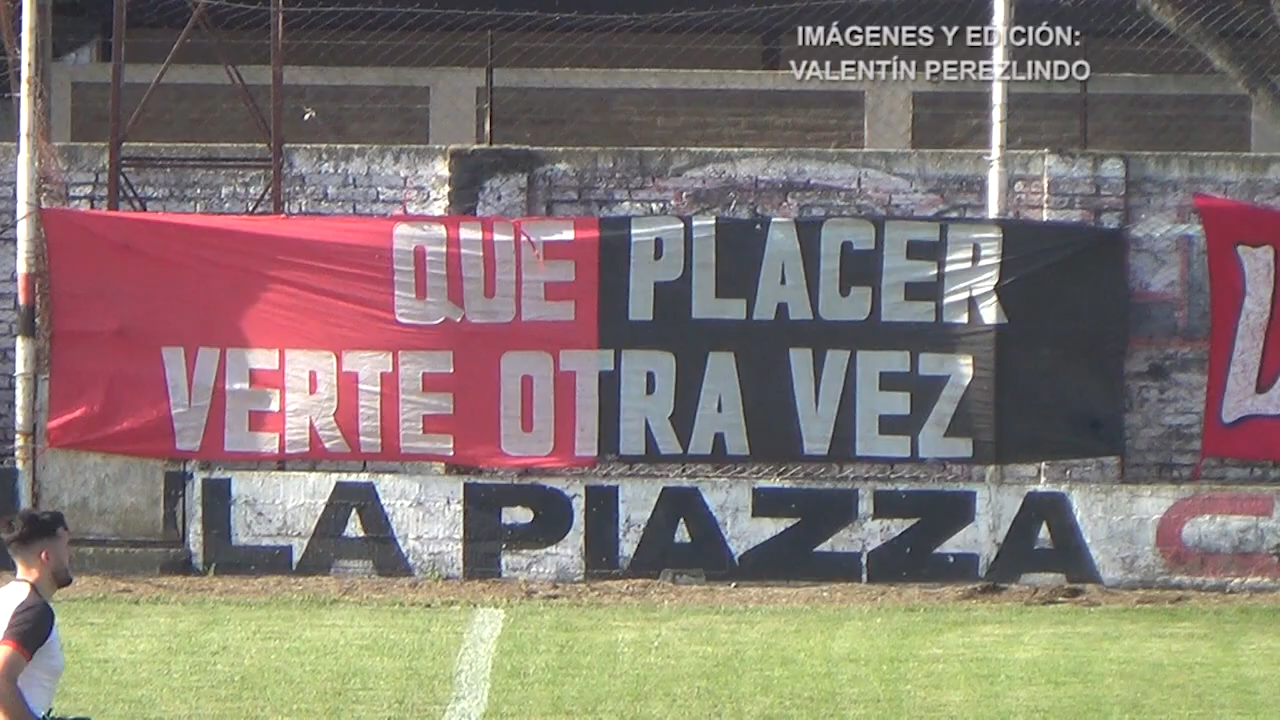 IMÁGENES Y EDICIÓN:
VALENTÍN PEREZLINDO
QUE PLACER
VERTE OTRA VEZ
LA PIAZZA